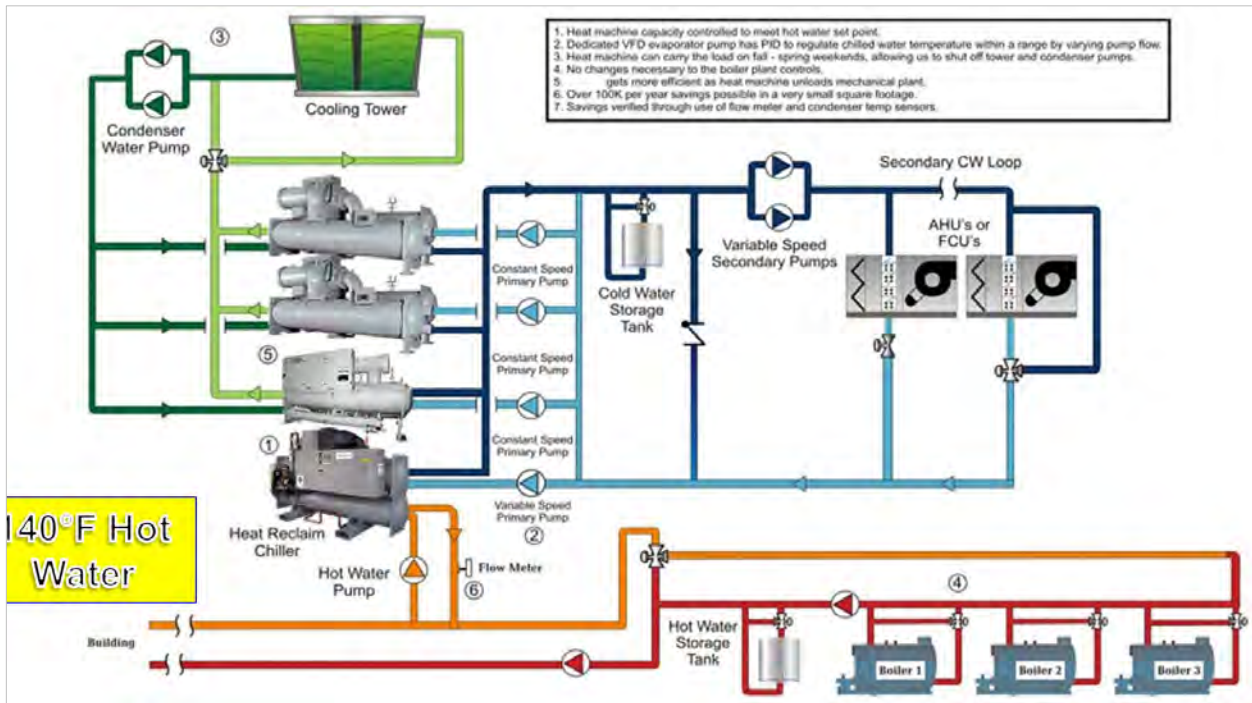 1. Heat machine capacity controlled to meet hot water set point.
2. Dedicated VFD evaporator pump has PID to regulate chilled water temperature within a range by varying pump flow.
3. Heat machine can carry the load on fall - spring weekends, allowing us to shut off tower and condenser pumps.
4. No changes necessary to the boiler plant controls.
5. gets more efficient as heat machine unloads mechanical plant.
6. Over 100K per year savings possible in a very small square footage.
7. Savings verified through use of flow meter and condenser temp sensors.
③
Cooling Tower
Condenser
Water Pump
Secondary CW Loop
AHU's or
FCU's
Variable Speed
Secondary Pumps
Constant Speed
Primary Pump
Cold Water
Storage
Tank
⑤
Constant Speed
Primary Pump
①
Constant Speed
Primary Pump
Variable Speed
Primary Pump
②
140°F Hot
Water
Heat Reclaim
Chiller
Hot Water
Pump
Flow Meter
⑥
④
Building
Hot Water
Storage
Tank
Boiler 1
Boiler 2
Boiler 3